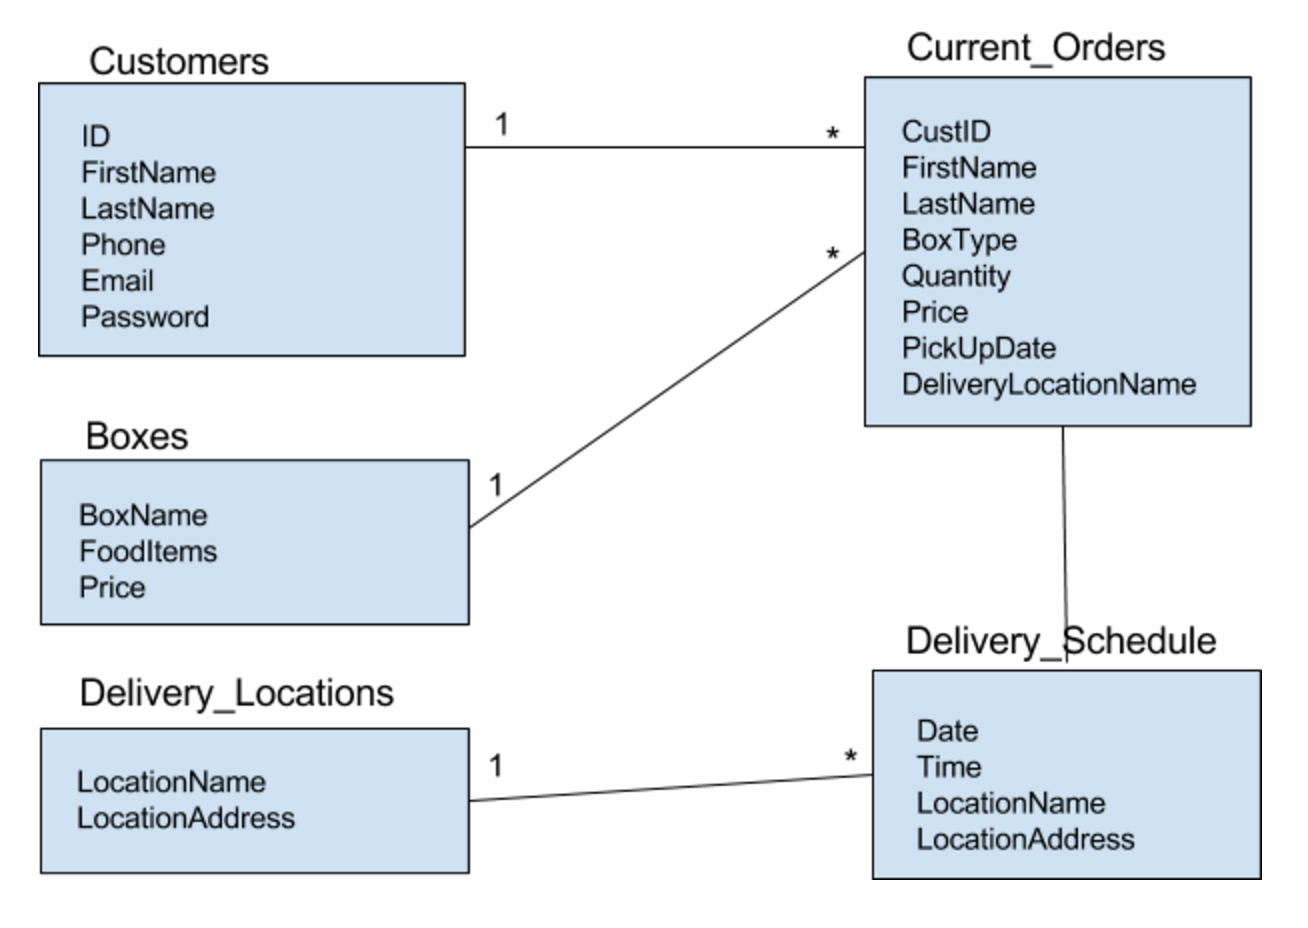 Customers
ID
FirstName
LastName
Phone
Email
Password
1
*
Current_Orders
CustID
FirstName
LastName
BoxType
Quantity
Price
PickUpDate
DeliveryLocationName
Boxes
BoxName
FoodItems
Price
1
*
Delivery_Locations
LocationName
LocationAddress
1
*
Delivery_Schedule
Date
Time
LocationName
LocationAddress